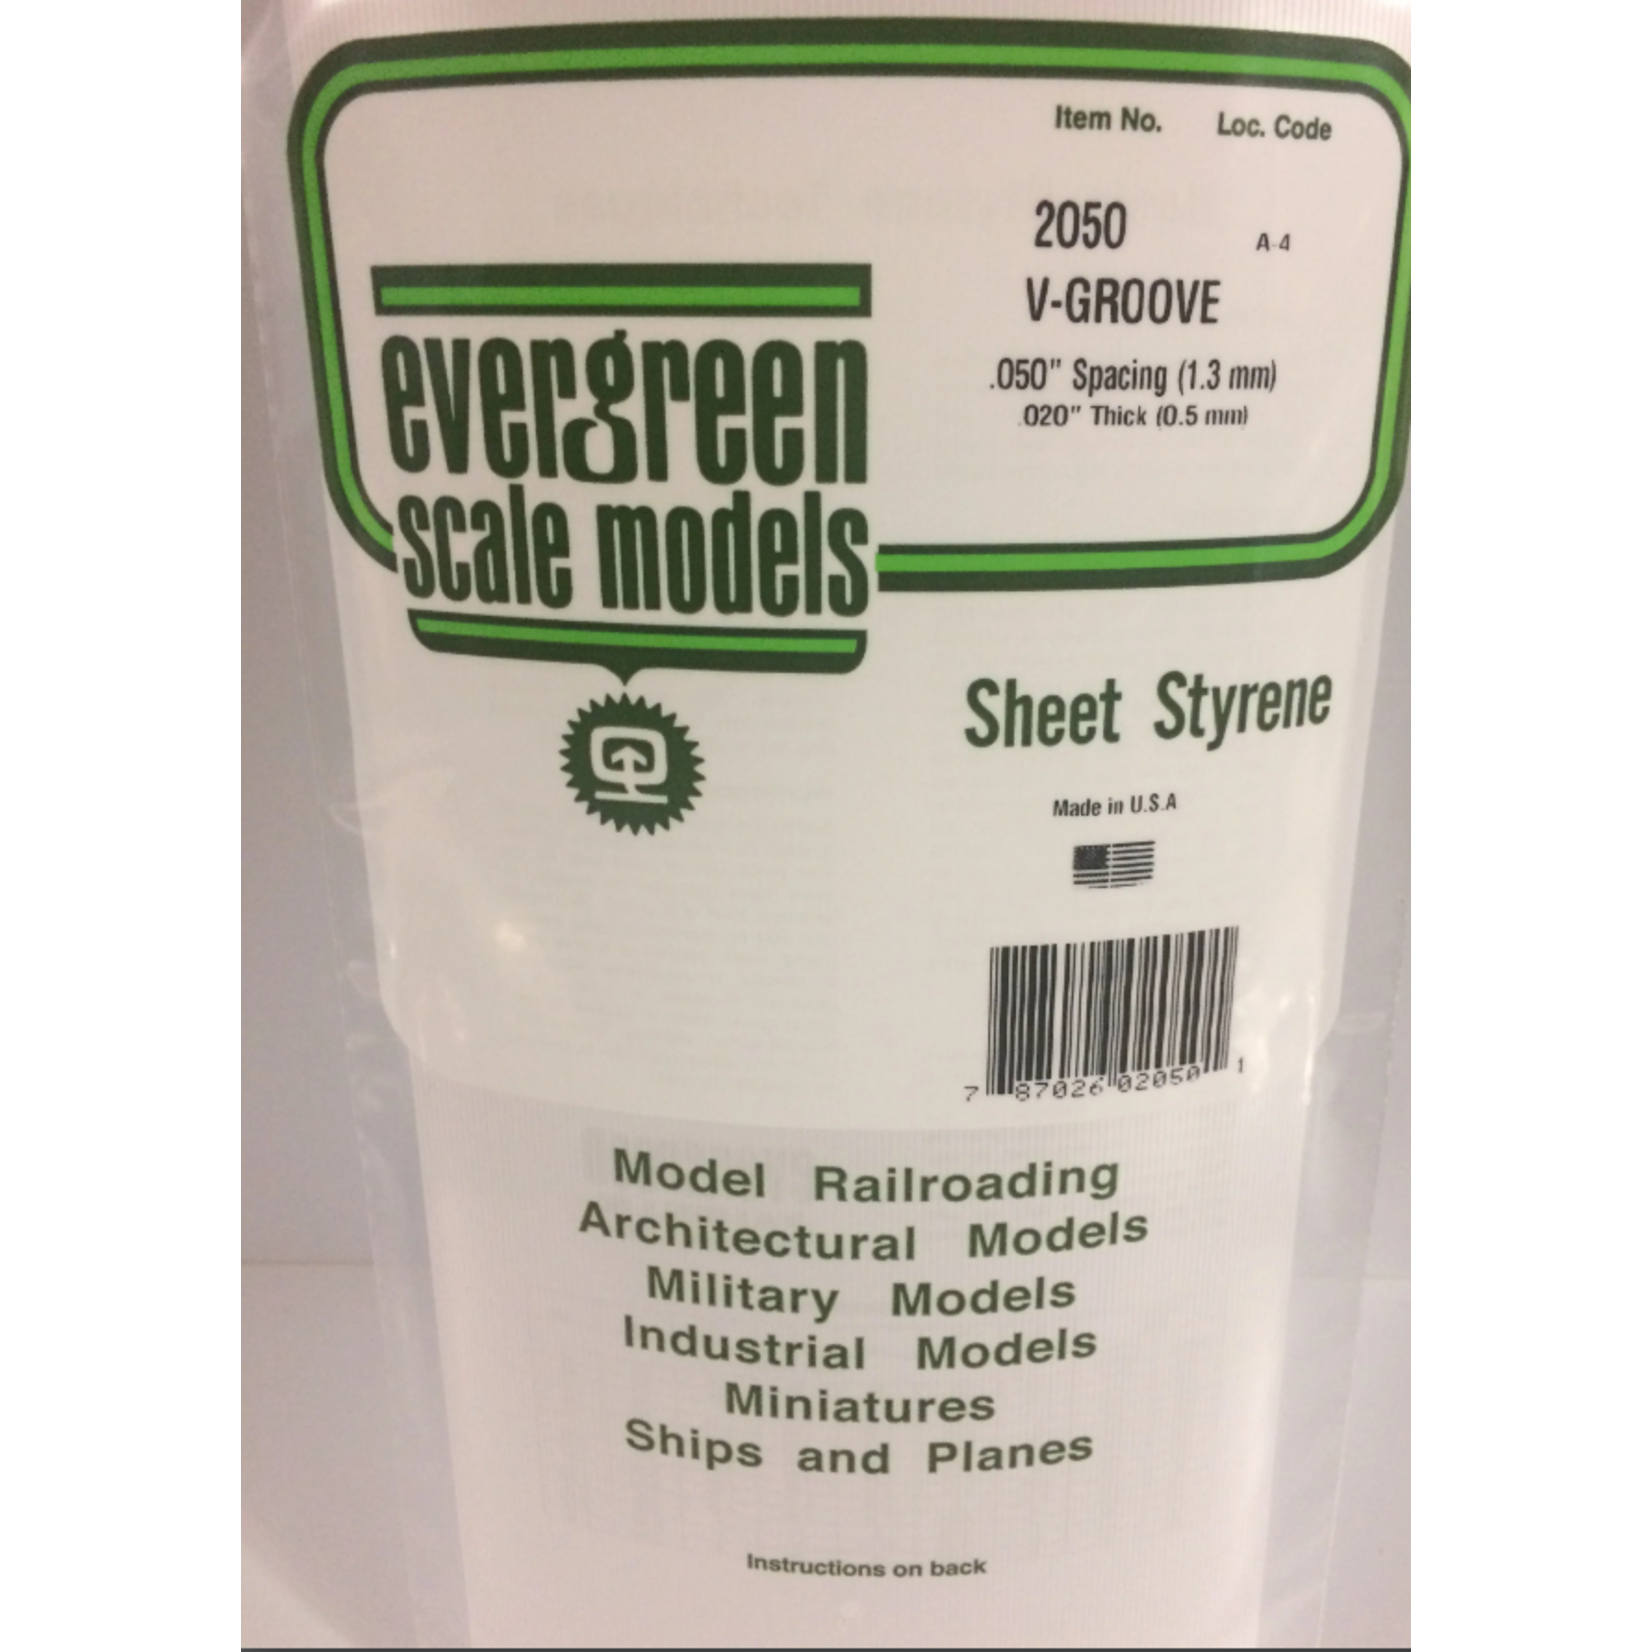 Item No. Loc. Code
2050 A-4
V-GROOVE
.050" Spacing (1.3 mm)
.020" Thick (0.5 mm)
evergreen
scale models
Sheet Styrene
Made in U.S.A
7 87026 02050 1
Model Railroading
Architectural Models
Military Models
Industrial Models
Miniatures
Ships and Planes
Instructions on back